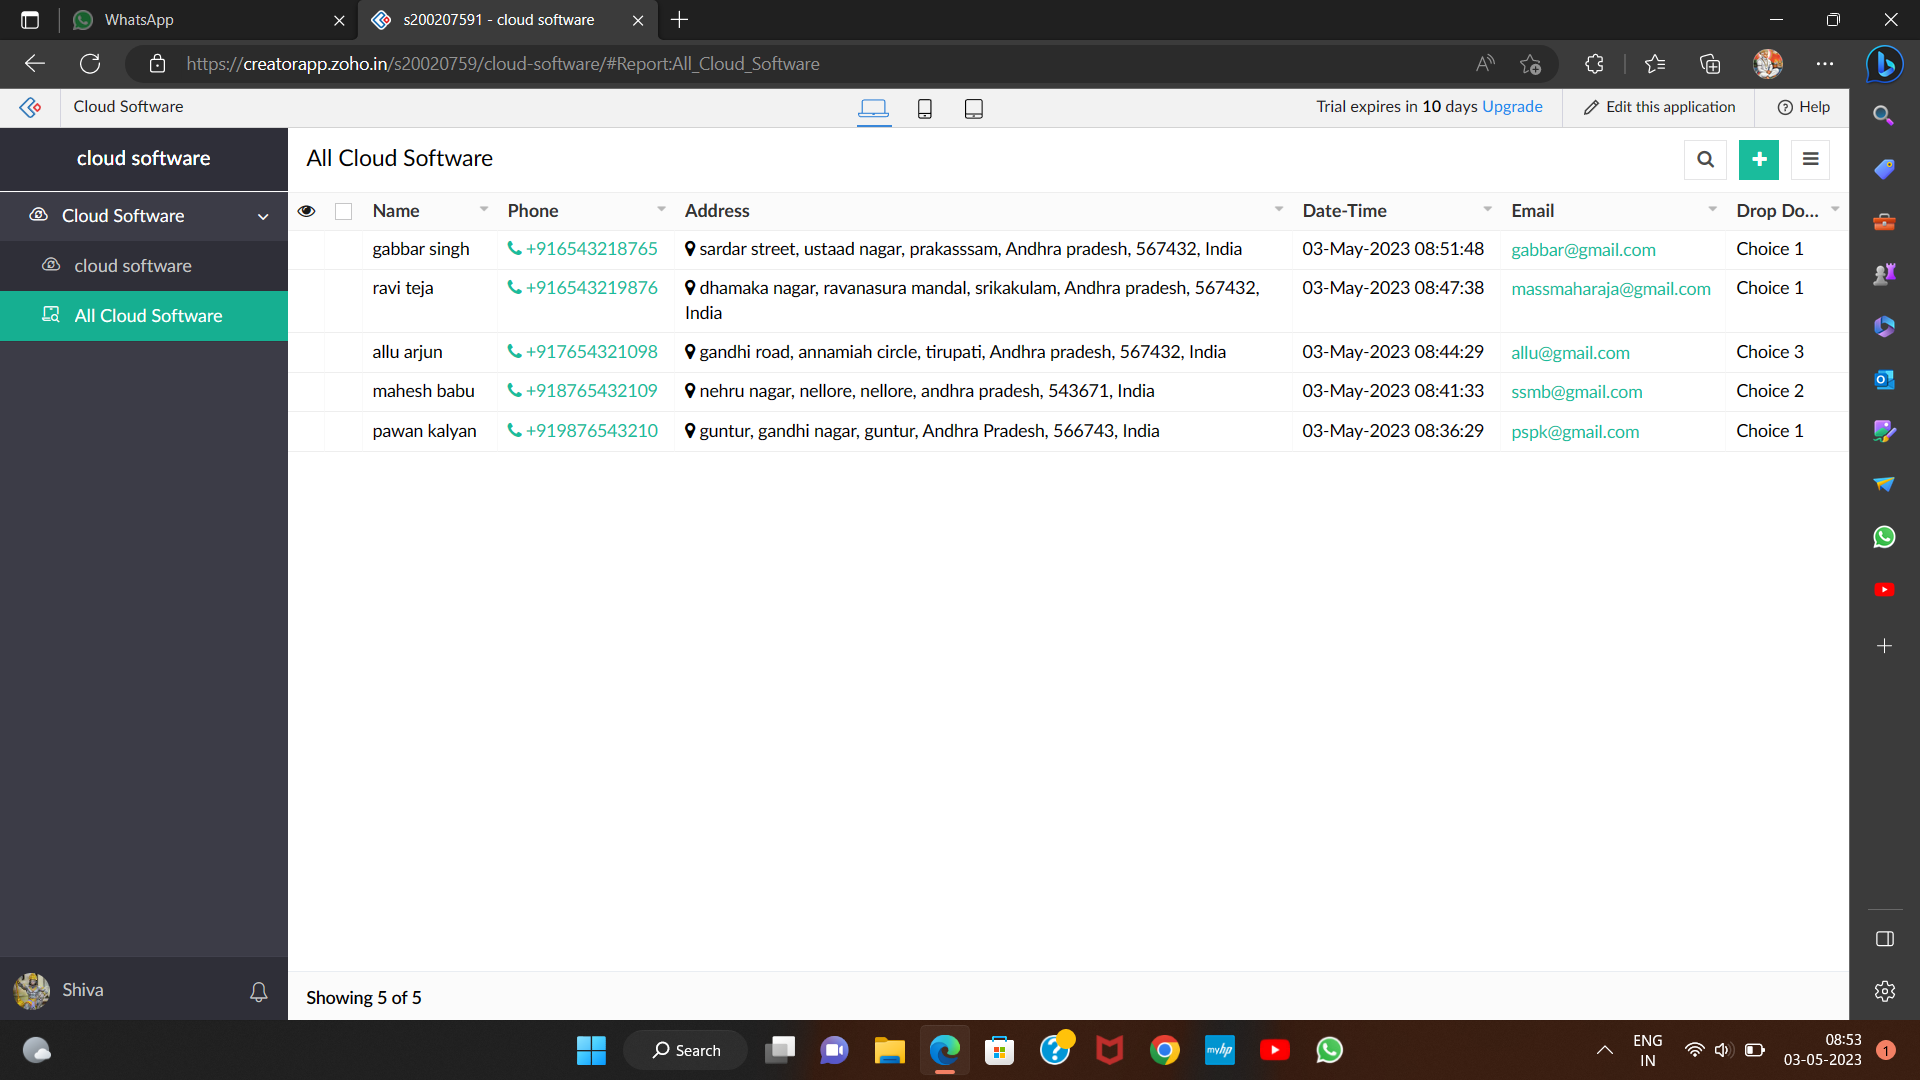 WhatsApp
s200207591 - cloud software
https://creatorapp.zoho.in/s20020759/cloud-software/#Report:All_Cloud_Software
Cloud Software
Trial expires in 10 days Upgrade
Edit this application
Help
cloud software
Cloud Software
cloud software
All Cloud Software
Shiva
All Cloud Software
Name Phone Address Date-Time Email Drop Do...
gabbar singh +916543218765 sardar street, ustaad nagar, prakasssam, Andhra pradesh, 567432, India 03-May-2023 08:51:48 gabbar@gmail.com Choice 1
ravi teja +916543219876 dhamaka nagar, ravanasura mandal, srikakulam, Andhra pradesh, 567432, 03-May-2023 08:47:38 massmaharaja@gmail.com Choice 1
India
allu arjun +917654321098 gandhi road, annamiah circle, tirupati, Andhra pradesh, 567432, India 03-May-2023 08:44:29 allu@gmail.com Choice 3
mahesh babu +918765432109 nehru nagar, nellore, nellore, andhra pradesh, 543671, India 03-May-2023 08:41:33 ssmb@gmail.com Choice 2
pawan kalyan +919876543210 guntur, gandhi nagar, guntur, Andhra Pradesh, 566743, India 03-May-2023 08:36:29 pspk@gmail.com Choice 1
Showing 5 of 5
Search
myhp
ENG
IN
08:53
03-05-2023
1